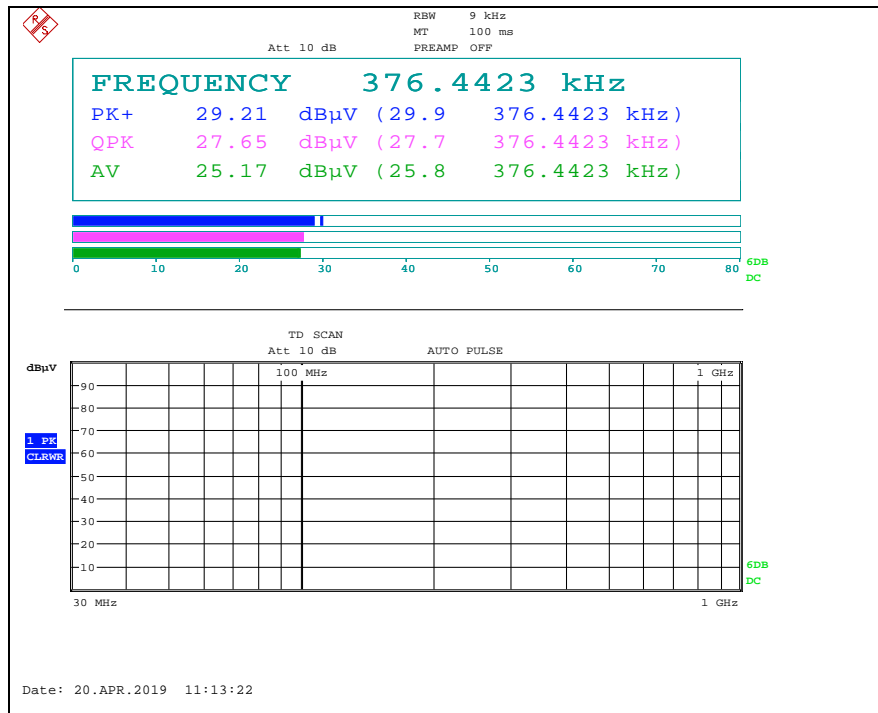 R S
RBW 9 kHz
MT 100 ms
Att 10 dB PREAMP OFF
FREQUENCY 376.4423 kHz
PK+ 29.21 dBµV (29.9 376.4423 kHz)
QPK 27.65 dBµV (27.7 376.4423 kHz)
AV 25.17 dBµV (25.8 376.4423 kHz)
0 10 20 30 40 50 60 70 80
6DB
DC
TD SCAN
Att 10 dB AUTO PULSE
dBµV
100 MHz 1 GHz
90
80
70
1 PK
CLRWR
60
50
40
30
20
10
6DB
DC
30 MHz 1 GHz
Date: 20.APR.2019 11:13:22